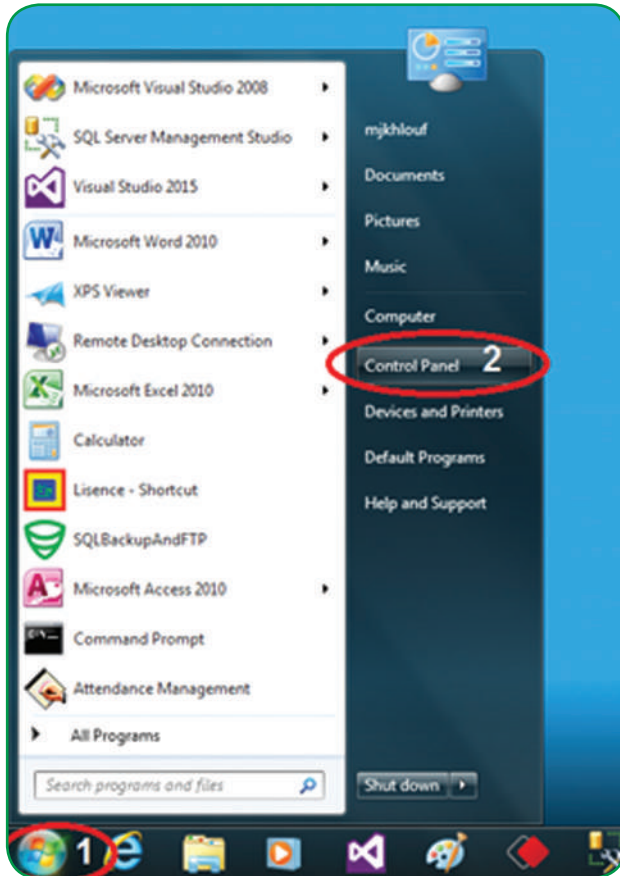 Microsoft Visual Studio 2008
SQL Server Management Studio
Visual Studio 2015
Microsoft Word 2010
XPS Viewer
Remote Desktop Connection
Microsoft Excel 2010
Calculator
Lisence - Shortcut
SQLBackupAndFTP
Microsoft Access 2010
Command Prompt
Attendance Management
All Programs
Search programs and files
mjkhlouf
Documents
Pictures
Music
Computer
Control Panel 2
Devices and Printers
Default Programs
Help and Support
Shut down
1